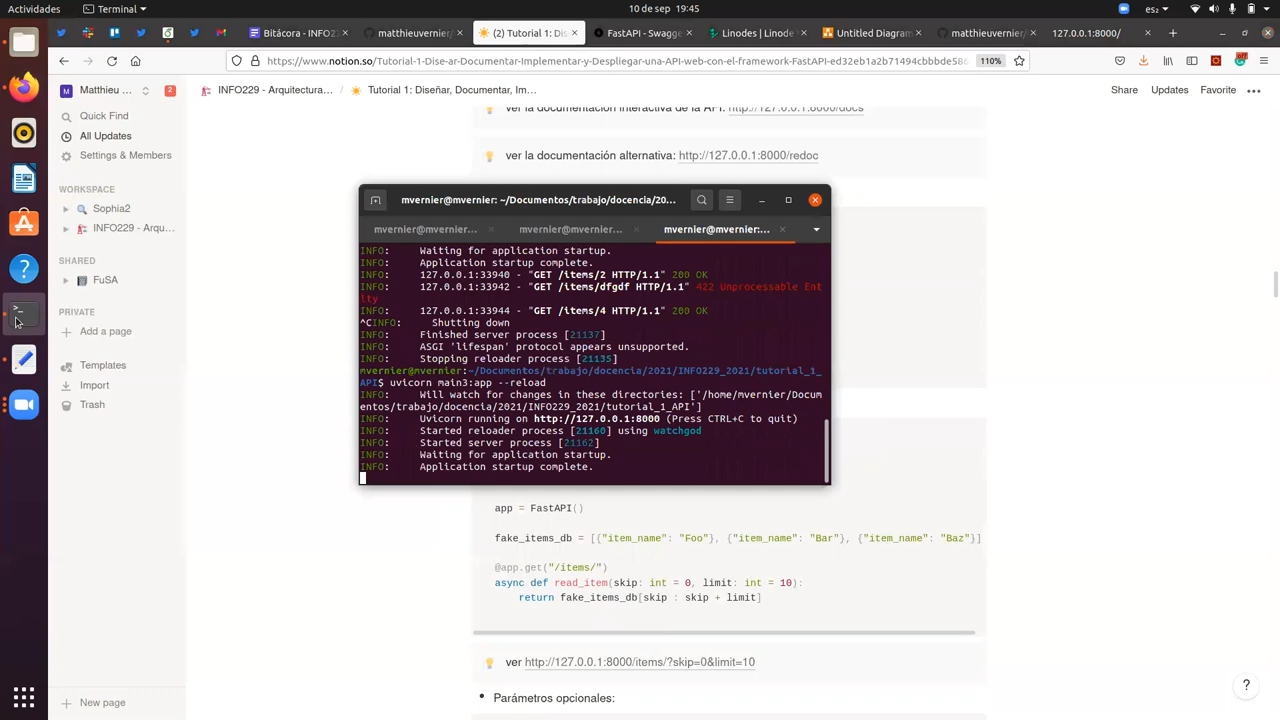 Actividades
Terminal
10 de sep 19:45
es₂
Bitácora - INFO
matthieuvernier/
(2) Tutorial 1: Dis
FastAPI - Swagge
Linodes | Linode
Untitled Diagram
matthieuvernier/
127.0.0.1:8000/
https://www.notion.so/Tutorial-1-Dise-ar-Documentar-Implementar-y-Despliegar-una-API-web-con-el-framework-FastAPI-ed32eb1a2b71494ccbbbde58
110%
M Matthieu ...
2
INFO229 - Arquitectura...
/
Tutorial 1: Diseñar, Documentar, Im...
Share
Updates
Favorite
Quick Find
All Updates
Settings & Members
WORKSPACE
Sophia2
INFO229 - Arqu...
SHARED
FuSA
PRIVATE
Add a page
Templates
Import
Trash
New page
ver la documentación interactiva de la API: http://127.0.0.1:8000/docs
ver la documentación alternativa: http://127.0.0.1:8000/redoc
mvernier@mvernier: ~/Documentos/trabajo/docencia/20...
mvernier@mvernier...
mvernier@mvernier...
mvernier@mvernier:...
INFO: Waiting for application startup.
INFO: Application startup complete.
INFO: 127.0.0.1:33940 - "GET /items/2 HTTP/1.1" 200 OK
INFO: 127.0.0.1:33942 - "GET /items/dfgdf HTTP/1.1" 422 Unprocessable Ent
ity
INFO: 127.0.0.1:33944 - "GET /items/4 HTTP/1.1" 200 OK
^CINFO: Shutting down
INFO: Finished server process [21137]
INFO: ASGI 'lifespan' protocol appears unsupported.
INFO: Stopping reloader process [21135]
mvernier@mvernier:~/Documentos/trabajo/docencia/2021/INFO229_2021/tutorial_1_
API$ uvicorn main3:app --reload
INFO: Will watch for changes in these directories: ['/home/mvernier/Docum
entos/trabajo/docencia/2021/INFO229_2021/tutorial_1_API']
INFO: Uvicorn running on http://127.0.0.1:8000 (Press CTRL+C to quit)
INFO: Started reloader process [21160] using watchgod
INFO: Started server process [21162]
INFO: Waiting for application startup.
INFO: Application startup complete.
app = FastAPI()
fake_items_db = [{"item_name": "Foo"}, {"item_name": "Bar"}, {"item_name": "Baz"}]
@app.get("/items/")
async def read_item(skip: int = 0, limit: int = 10):
return fake_items_db[skip : skip + limit]
ver http://127.0.0.1:8000/items/?skip=0&limit=10
• Parámetros opcionales:
?